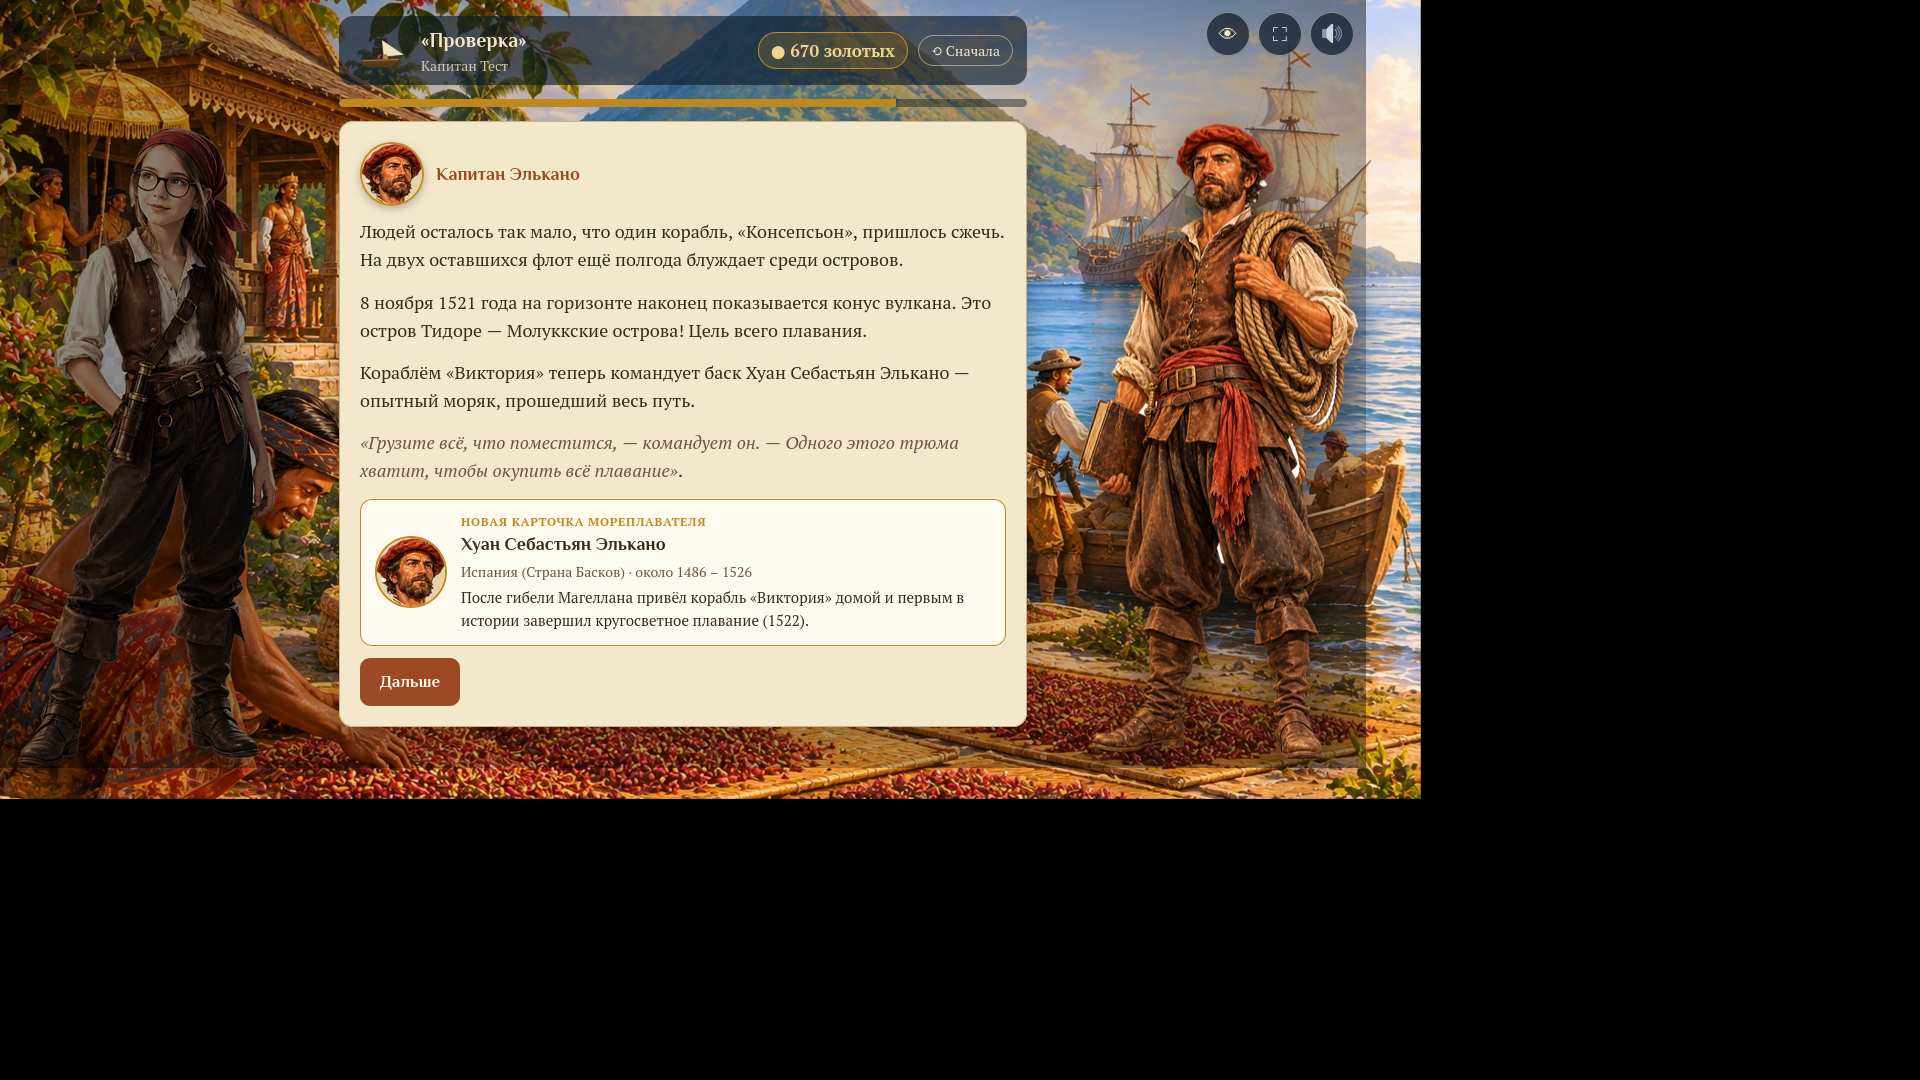 «Проверка»
Капитан Тест
670 золотых
⟲ Сначала
Капитан Элькано
Людей осталось так мало, что один корабль, «Консепсьон», пришлось сжечь.
На двух оставшихся флот ещё полгода блуждает среди островов.
8 ноября 1521 года на горизонте наконец показывается конус вулкана. Это
остров Тидоре — Молуккские острова! Цель всего плавания.
Кораблём «Виктория» теперь командует баск Хуан Себастьян Элькано —
опытный моряк, прошедший весь путь.
«Грузите всё, что поместится, — командует он. — Одного этого трюма
хватит, чтобы окупить всё плавание».
НОВАЯ КАРТОЧКА МОРЕПЛАВАТЕЛЯ
Хуан Себастьян Элькано
Испания (Страна Басков) · около 1486 – 1526
После гибели Магеллана привёл корабль «Виктория» домой и первым в
истории завершил кругосветное плавание (1522).
Дальше